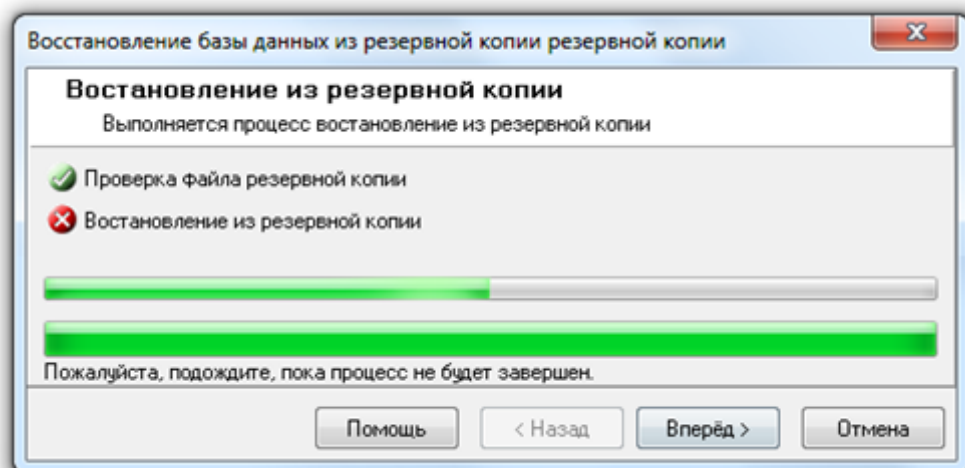 Восстановление базы данных из резервной копии резервной копии
Востановление из резервной копии
Выполняется процесс востановление из резервной копии
Проверка файла резервной копии
Востановление из резервной копии
Пожалуйста, подождите, пока процесс не будет завершен.
Помощь
< Назад
Вперёд >
Отмена